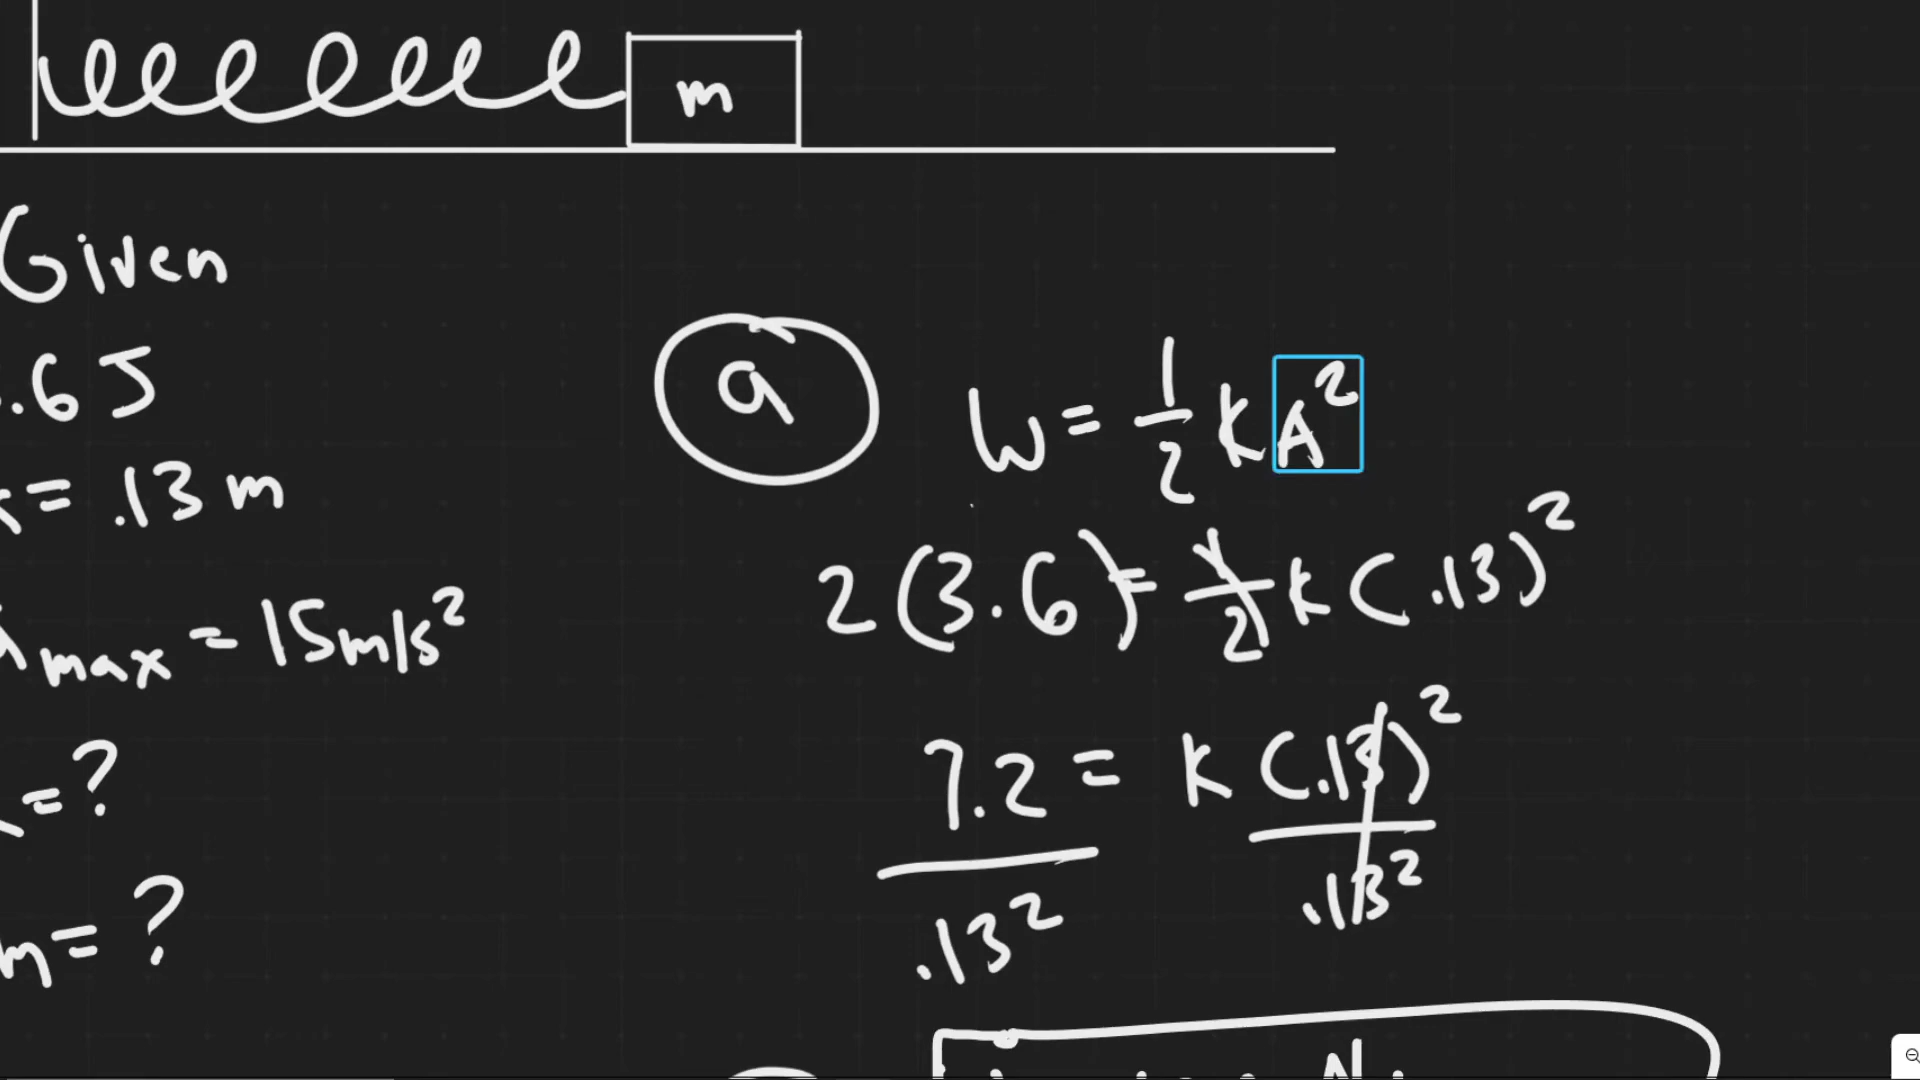 m
Given
.6 J
a
W = 1/2 k A²
x = .13 m
2 (3.6) = 1/2 k (.13)²
max = 15 m/s²
7.2 = k (.13)²
.13² .13²
= ?
m = ?
N